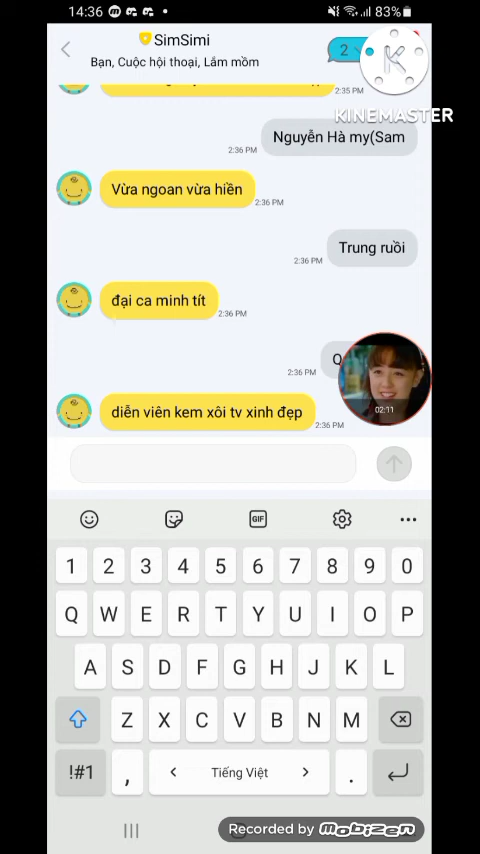 14:36
83%
SimSimi
Bạn, Cuộc hội thoại, Lắm mồm
2
KINEMASTER
2:35 PM
Nguyễn Hà my(Sam
2:36 PM
Vừa ngoan vừa hiền
2:36 PM
Trung ruồi
2:36 PM
đại ca minh tít
2:36 PM
Q
2:36 PM
02:11
diễn viên kem xôi tv xinh đẹp
2:36 PM
GIF
1 2 3 4 5 6 7 8 9 0
Q W E R T Y U I O P
A S D F G H J K L
Z X C V B N M
!#1 , < Tiếng Việt > .
Recorded by mobizen